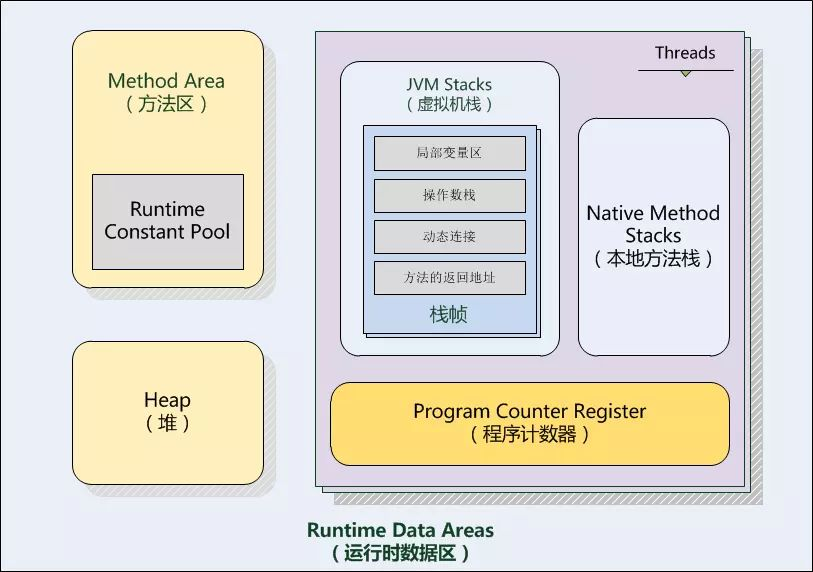 Method Area
（方法区）
Runtime
Constant Pool
Heap
（堆）
Threads
JVM Stacks
（虚拟机栈）
局部变量区
操作数栈
动态连接
方法的返回地址
栈帧
Native Method
Stacks
（本地方法栈）
Program Counter Register
（程序计数器）
Runtime Data Areas
（运行时数据区）